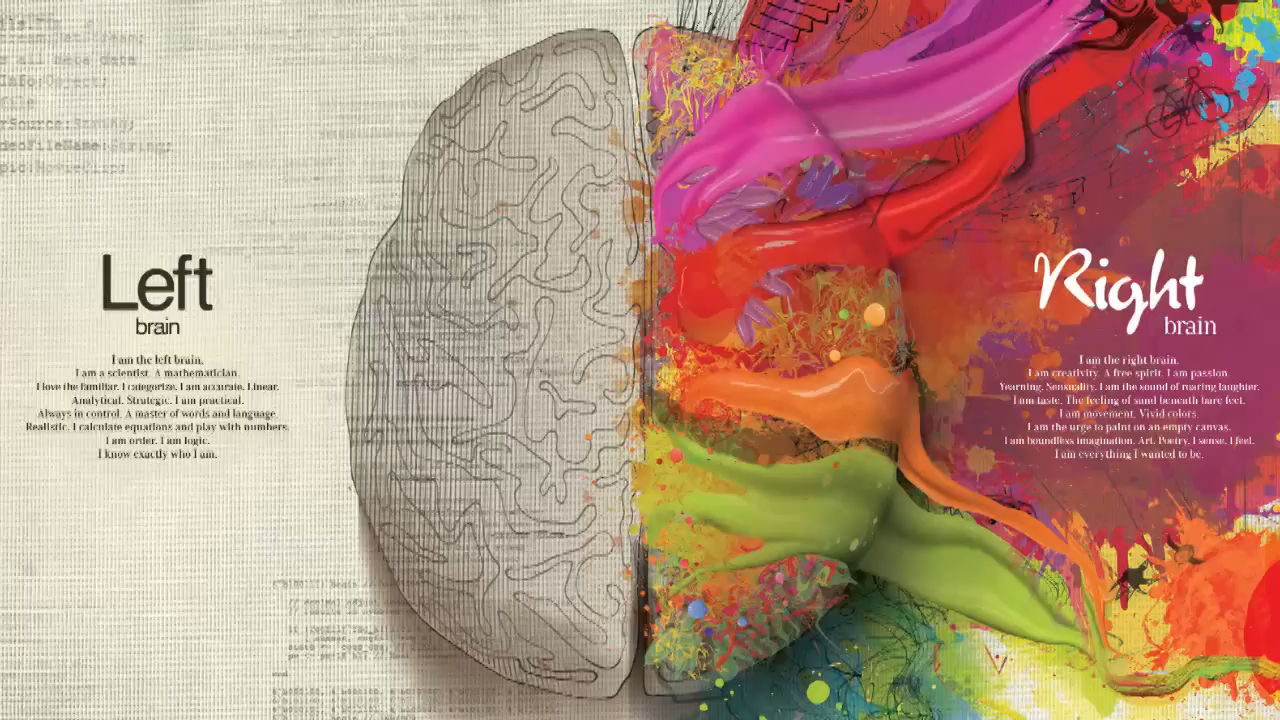 Left
brain
I am the left brain.
I am a scientist. A mathematician.
I love the familiar. I categorize. I am accurate. Linear.
Analytical. Strategic. I am practical.
Always in control. A master of words and language.
Realistic. I calculate equations and play with numbers.
I am order. I am logic.
I know exactly who I am.
Right
brain
I am the right brain.
I am creativity. A free spirit. I am passion.
Yearning. Sensuality. I am the sound of roaring laughter.
I am taste. The feeling of sand beneath bare feet.
I am movement. Vivid colors.
I am the urge to paint on an empty canvas.
I am boundless imagination. Art. Poetry. I sense. I feel.
I am everything I wanted to be.